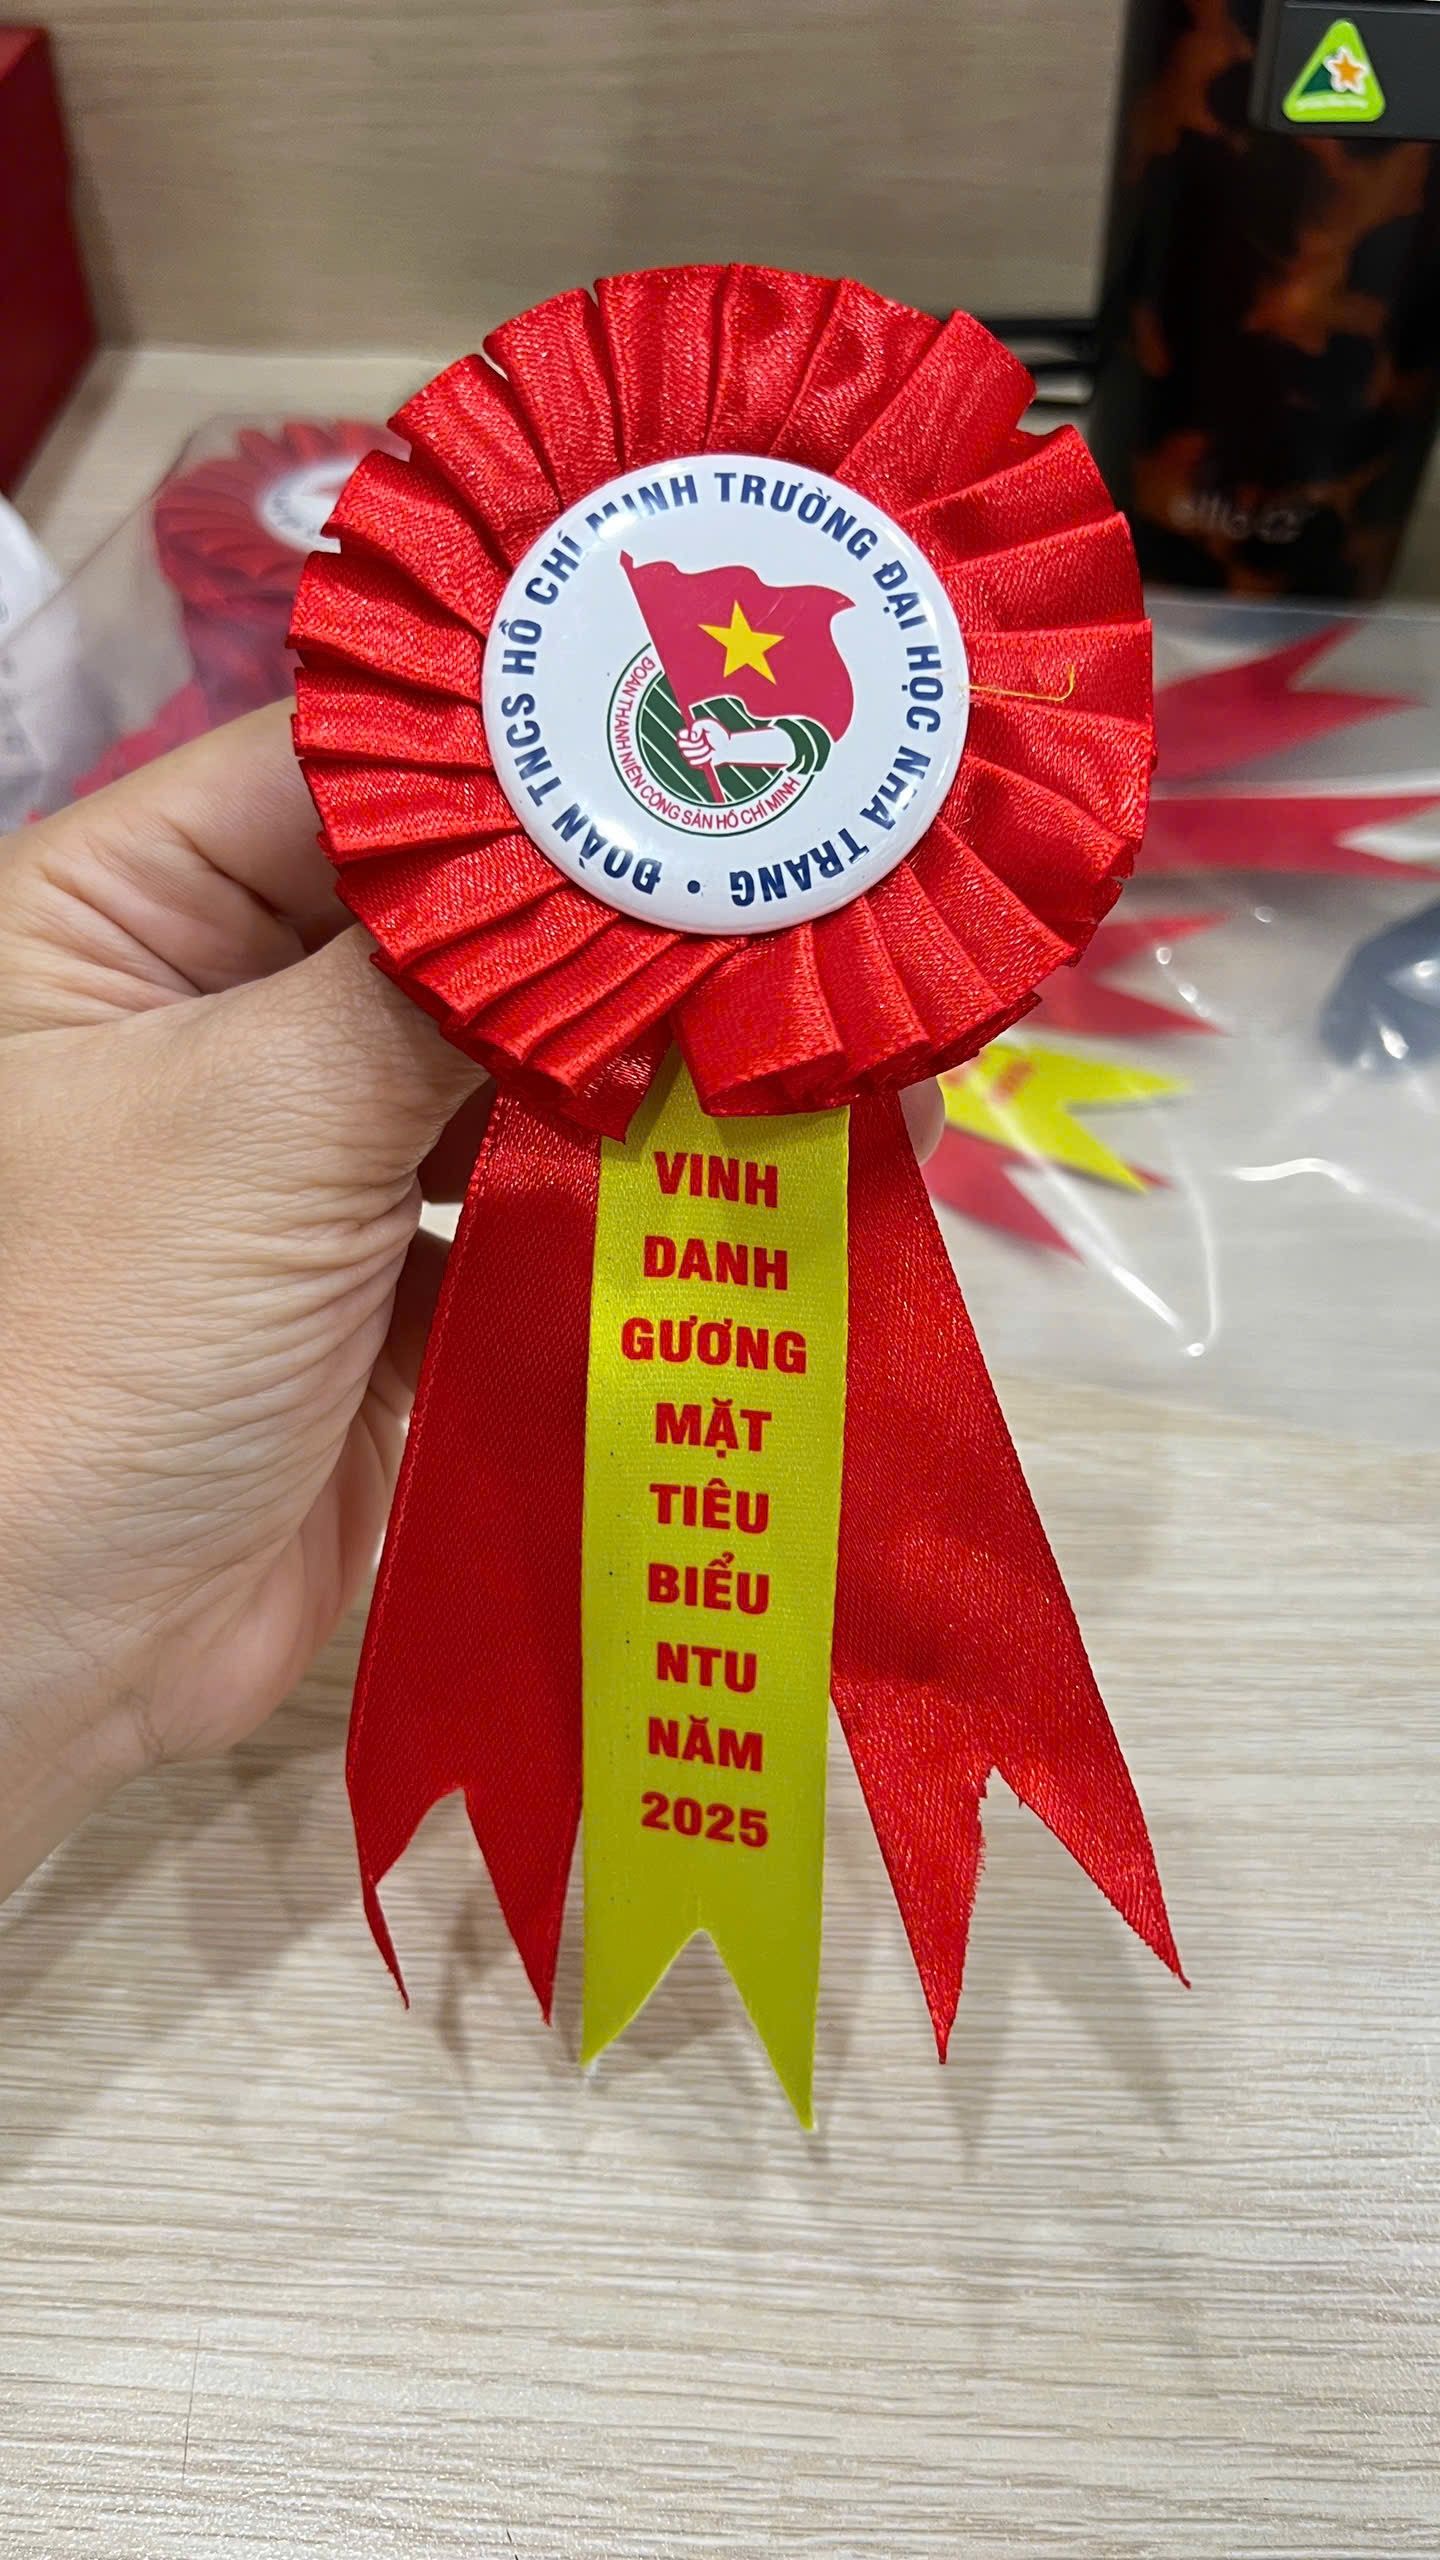 ĐOÀN TNCS HỒ CHÍ MINH TRƯỜNG ĐẠI HỌC NHA TRANG •
ĐOÀN THANH NIÊN CỘNG SẢN HỒ CHÍ MINH
VINH
DANH
GƯƠNG
MẶT
TIÊU
BIỂU
NTU
NĂM
2025